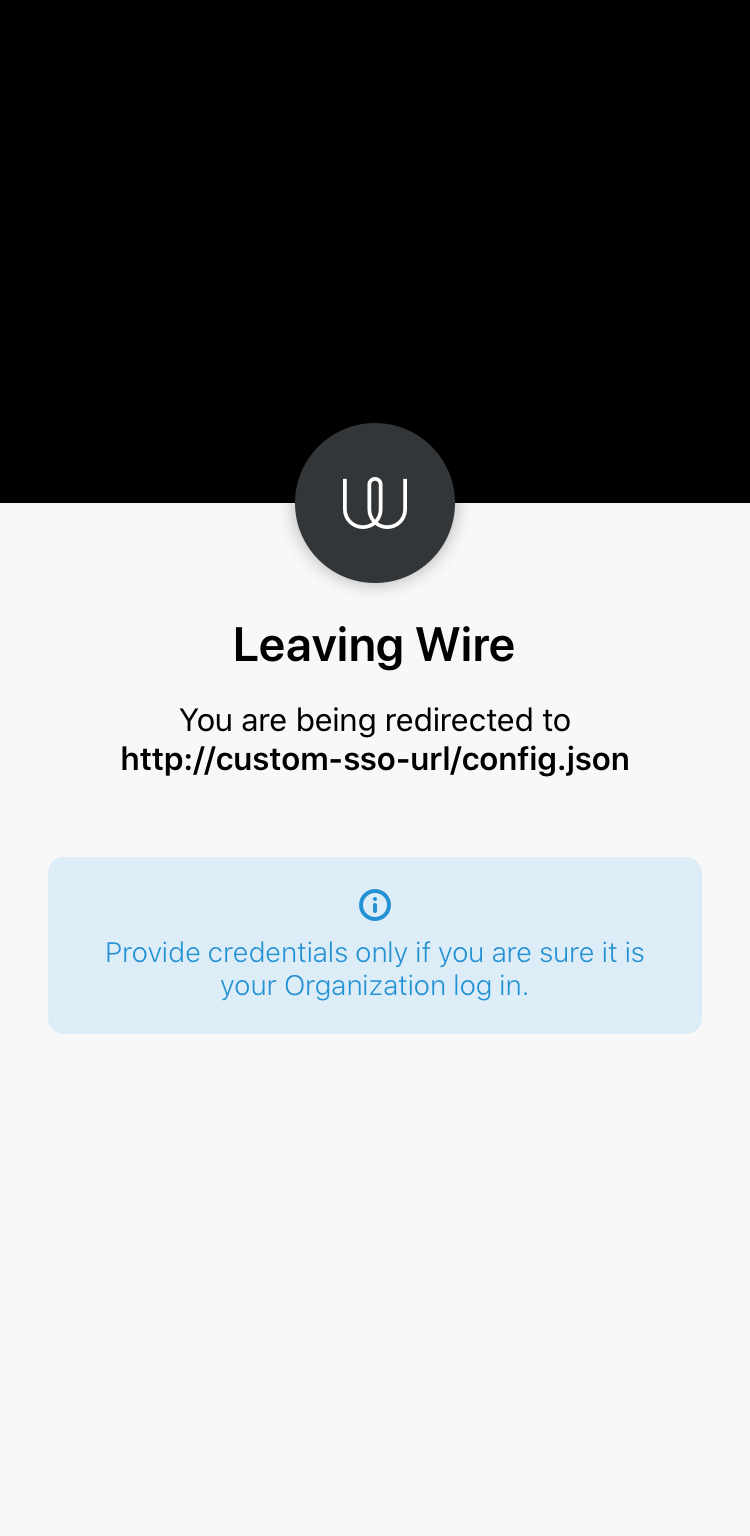 Leaving Wire
You are being redirected to
http://custom-sso-url/config.json
Provide credentials only if you are sure it is
your Organization log in.